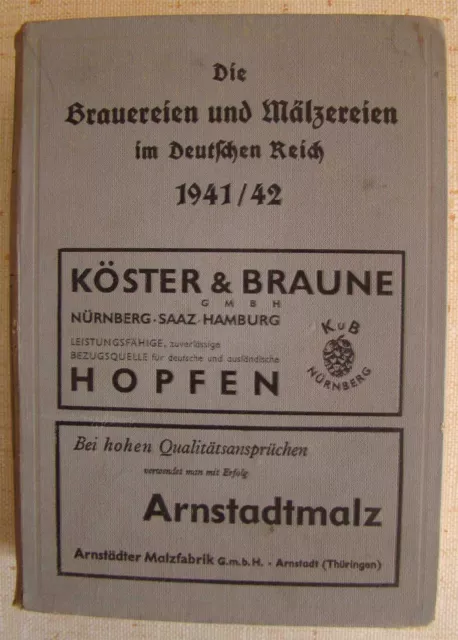 Die
Brauereien und Mälzereien
im Deutschen Reich
1941/42
KÖSTER & BRAUNE
GMBH
NÜRNBERG-SAAZ-HAMBURG
LEISTUNGSFÄHIGE, zuverlässige
BEZUGSQUELLE für deutsche und ausländische
HOPFEN
K u B
NÜRNBERG
Bei hohen Qualitätsansprüchen
verwendet man mit Erfolg
Arnstadtmalz
Arnstädter Malzfabrik G.m.b.H. - Arnstadt (Thüringen)